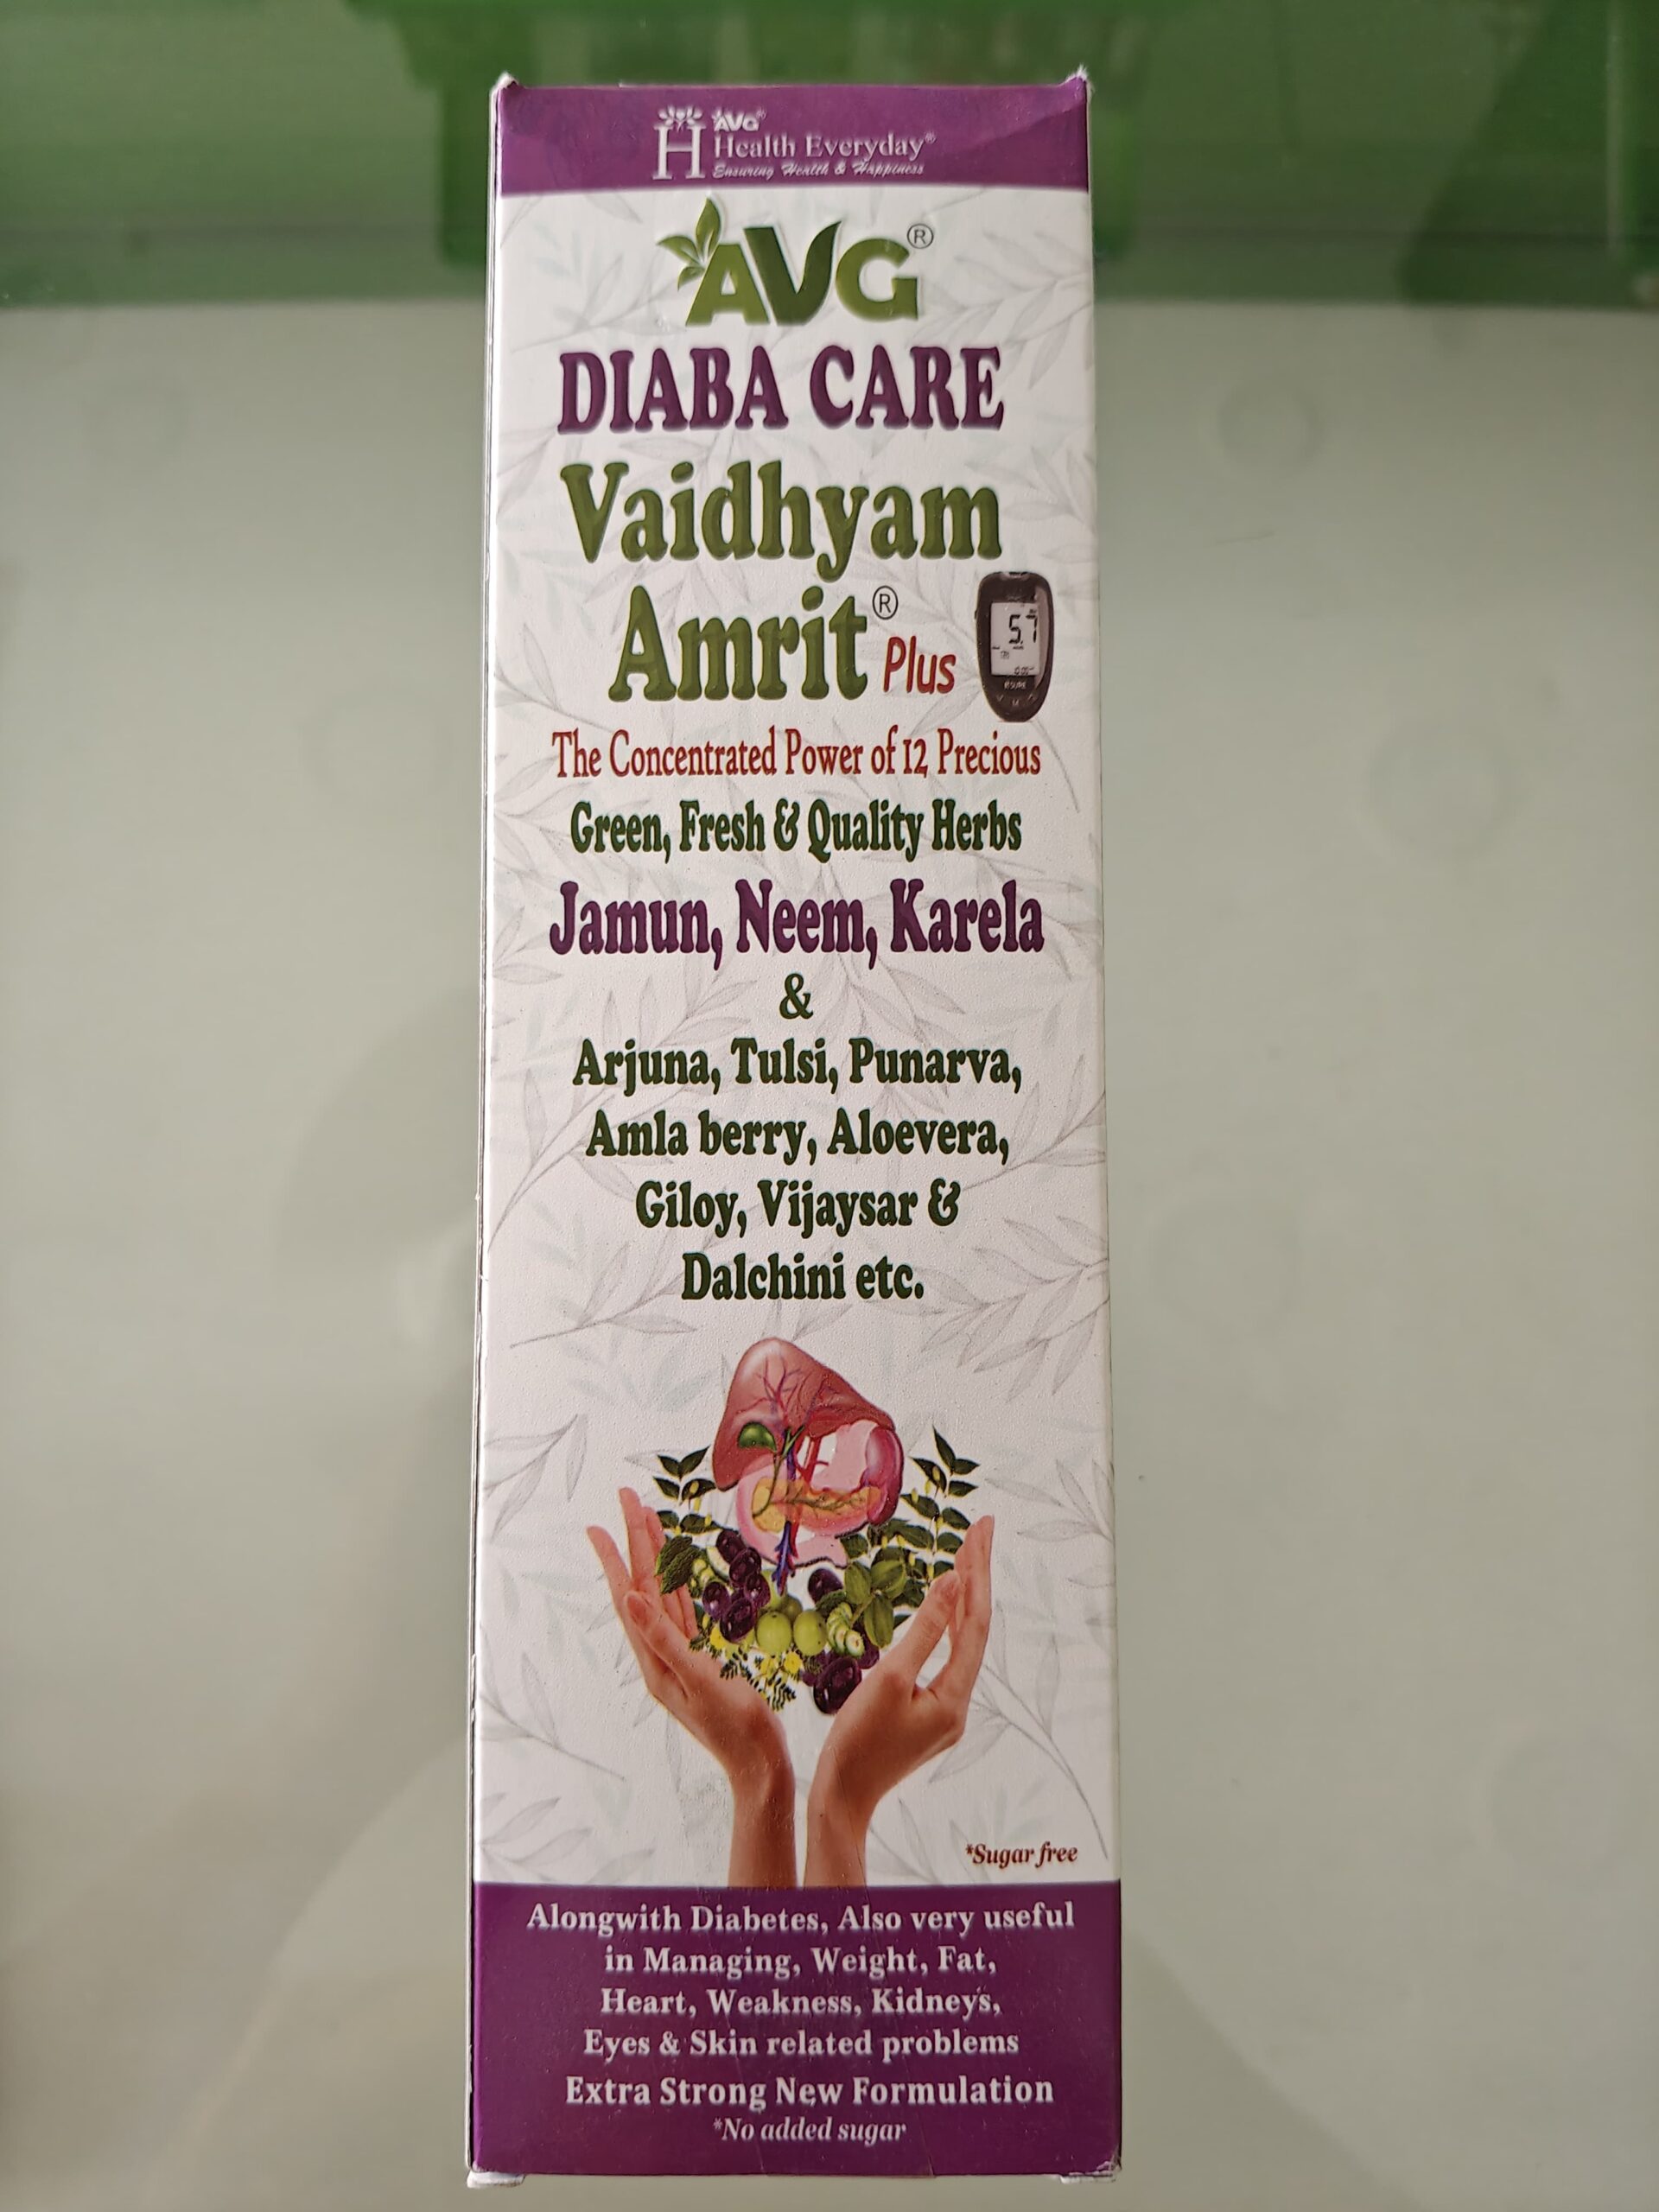 AVG®
Health Everyday®
Ensuring Health & Happiness
AVG®
DIABA CARE
Vaidhyam
Amrit® Plus
5.7
The Concentrated Power of 12 Precious
Green, Fresh & Quality Herbs
Jamun, Neem, Karela
&
Arjuna, Tulsi, Punarva,
Amla berry, Aloevera,
Giloy, Vijaysar &
Dalchini etc.
*Sugar free
Alongwith Diabetes, Also very useful
in Managing, Weight, Fat,
Heart, Weakness, Kidney's,
Eyes & Skin related problems
Extra Strong New Formulation
*No added sugar